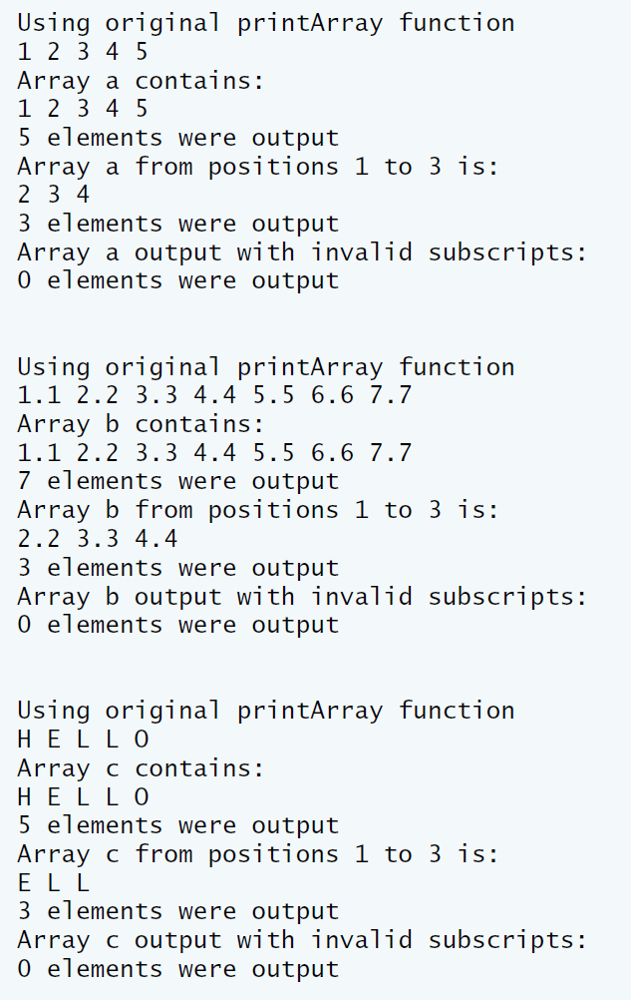 Using original printArray function
1 2 3 4 5
Array a contains:
1 2 3 4 5
5 elements were output
Array a from positions 1 to 3 is:
2 3 4
3 elements were output
Array a output with invalid subscripts:
0 elements were output
Using original printArray function
1.1 2.2 3.3 4.4 5.5 6.6 7.7
Array b contains:
1.1 2.2 3.3 4.4 5.5 6.6 7.7
7 elements were output
Array b from positions 1 to 3 is:
2.2 3.3 4.4
3 elements were output
Array b output with invalid subscripts:
0 elements were output
Using original printArray function
H E L L O
Array c contains:
H E L L O
5 elements were output
Array c from positions 1 to 3 is:
E L L
3 elements were output
Array c output with invalid subscripts:
0 elements were output